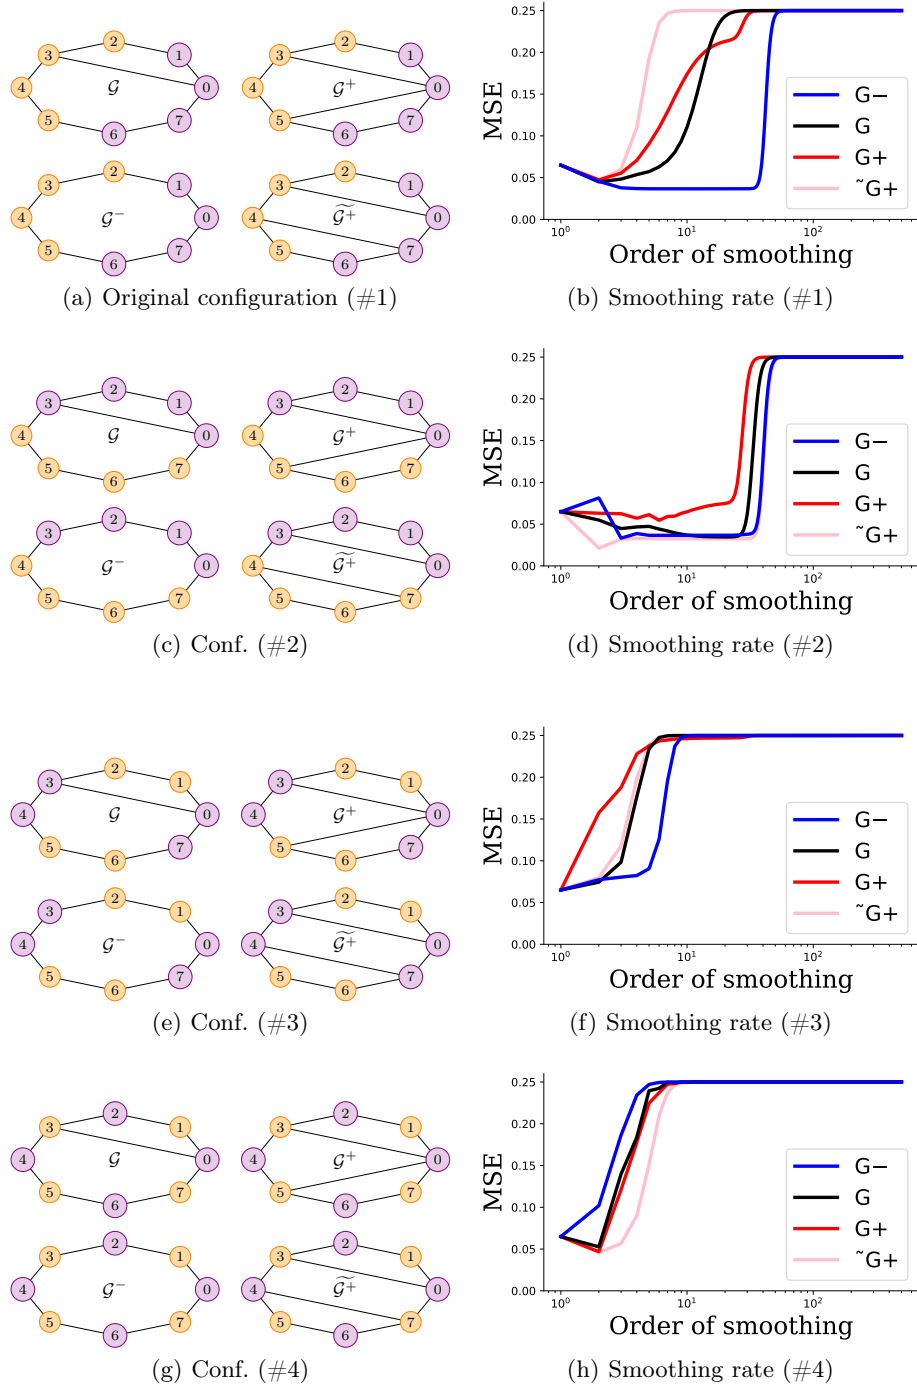 2
3
1
4
G
0
5
7
6
2
3
1
4
G+
0
5
7
6
2
3
1
4
G−
0
5
7
6
2
3
1
4
G̃+
0
5
7
6
(a) Original configuration (#1)
0.25
0.20
0.15
0.10
0.05
0.00
MSE
10⁰ 10¹ 10²
Order of smoothing
G−
G
G+
˜G+
(b) Smoothing rate (#1)
2
3
1
4
G
0
5
7
6
2
3
1
4
G+
0
5
7
6
2
3
1
4
G−
0
5
7
6
2
3
1
4
G̃+
0
5
7
6
(c) Conf. (#2)
0.25
0.20
0.15
0.10
0.05
0.00
MSE
10⁰ 10¹ 10²
Order of smoothing
G−
G
G+
˜G+
(d) Smoothing rate (#2)
2
3
1
4
G
0
5
7
6
2
3
1
4
G+
0
5
7
6
2
3
1
4
G−
0
5
7
6
2
3
1
4
G̃+
0
5
7
6
(e) Conf. (#3)
0.25
0.20
0.15
0.10
0.05
0.00
MSE
10⁰ 10¹ 10²
Order of smoothing
G−
G
G+
˜G+
(f) Smoothing rate (#3)
2
3
1
4
G
0
5
7
6
2
3
1
4
G+
0
5
7
6
2
3
1
4
G−
0
5
7
6
2
3
1
4
G̃+
0
5
7
6
(g) Conf. (#4)
0.25
0.20
0.15
0.10
0.05
0.00
MSE
10⁰ 10¹ 10²
Order of smoothing
G−
G
G+
˜G+
(h) Smoothing rate (#4)